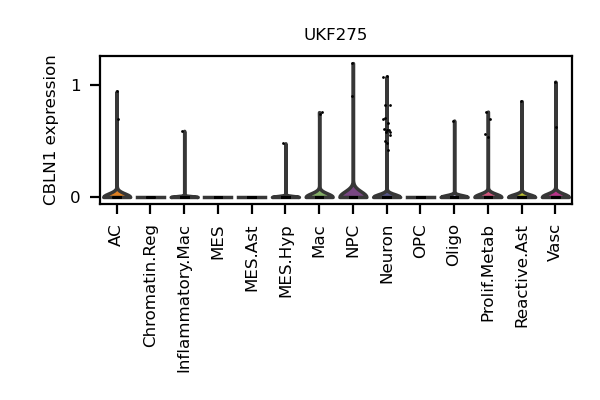 UKF275
CBLN1 expression
1
0
AC
Chromatin.Reg
Inflammatory.Mac
MES
MES.Ast
MES.Hyp
Mac
NPC
Neuron
OPC
Oligo
Prolif.Metab
Reactive.Ast
Vasc